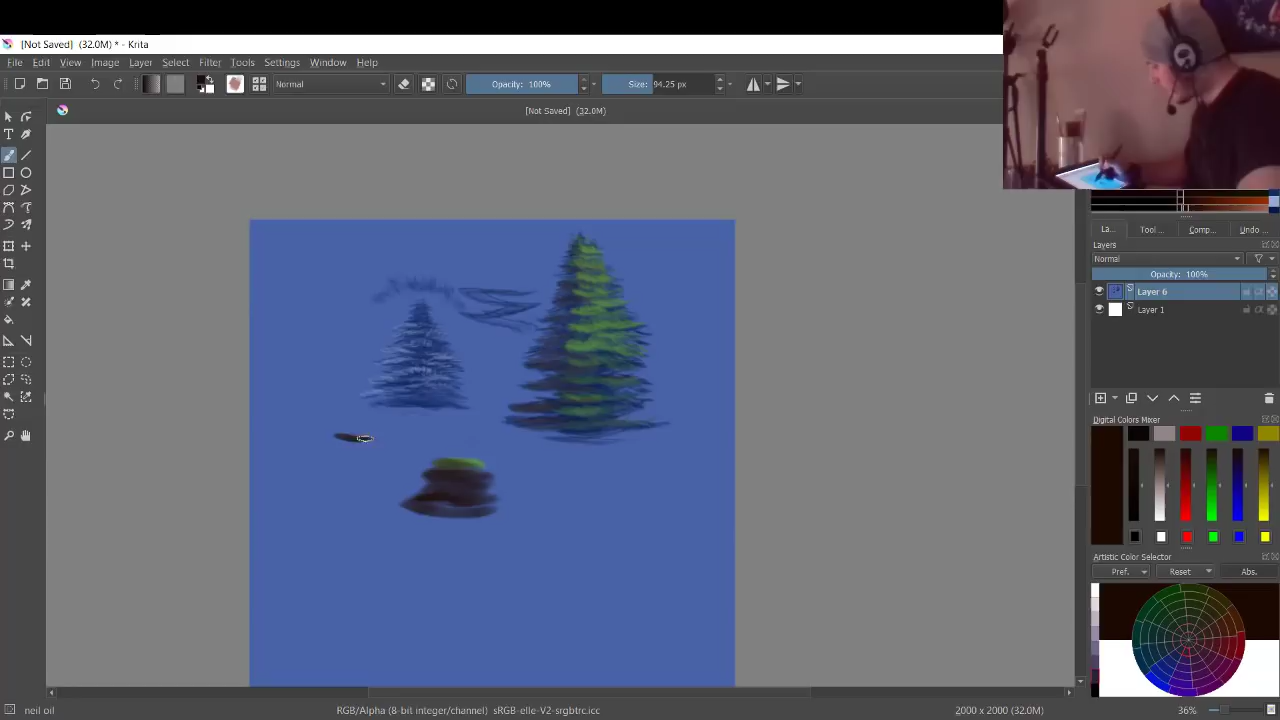 [Not Saved] (32.0M) * - Krita
File Edit View Image Layer Select Filter Tools Settings Window Help
Normal Opacity: 100% Size: 94.25 px
[Not Saved] (32.0M)
La... Tool ... Comp... Undo ...
Layers
Normal
Opacity: 100%
Layer 6
Layer 1
Digital Colors Mixer
Artistic Color Selector
Pref. Reset Abs.
neil oil RGB/Alpha (8-bit integer/channel) sRGB-elle-V2-srgbtrc.icc 2000 x 2000 (32.0M) 36%